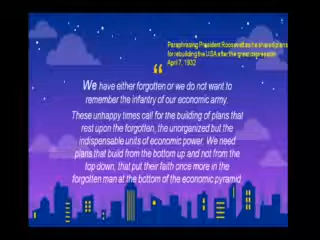 Paraphrasing President Roosevelt as he shared plans
for rebuilding the USA after the great depression
April 7, 1932
“
We have either forgotten or we do not want to
remember the infantry of our economic army.
These unhappy times call for the building of plans that
rest upon the forgotten, the unorganized but the
indispensable units of economic power. We need
plans that build from the bottom up and not from the
top down, that put their faith once more in the
forgotten man at the bottom of the economic pyramid